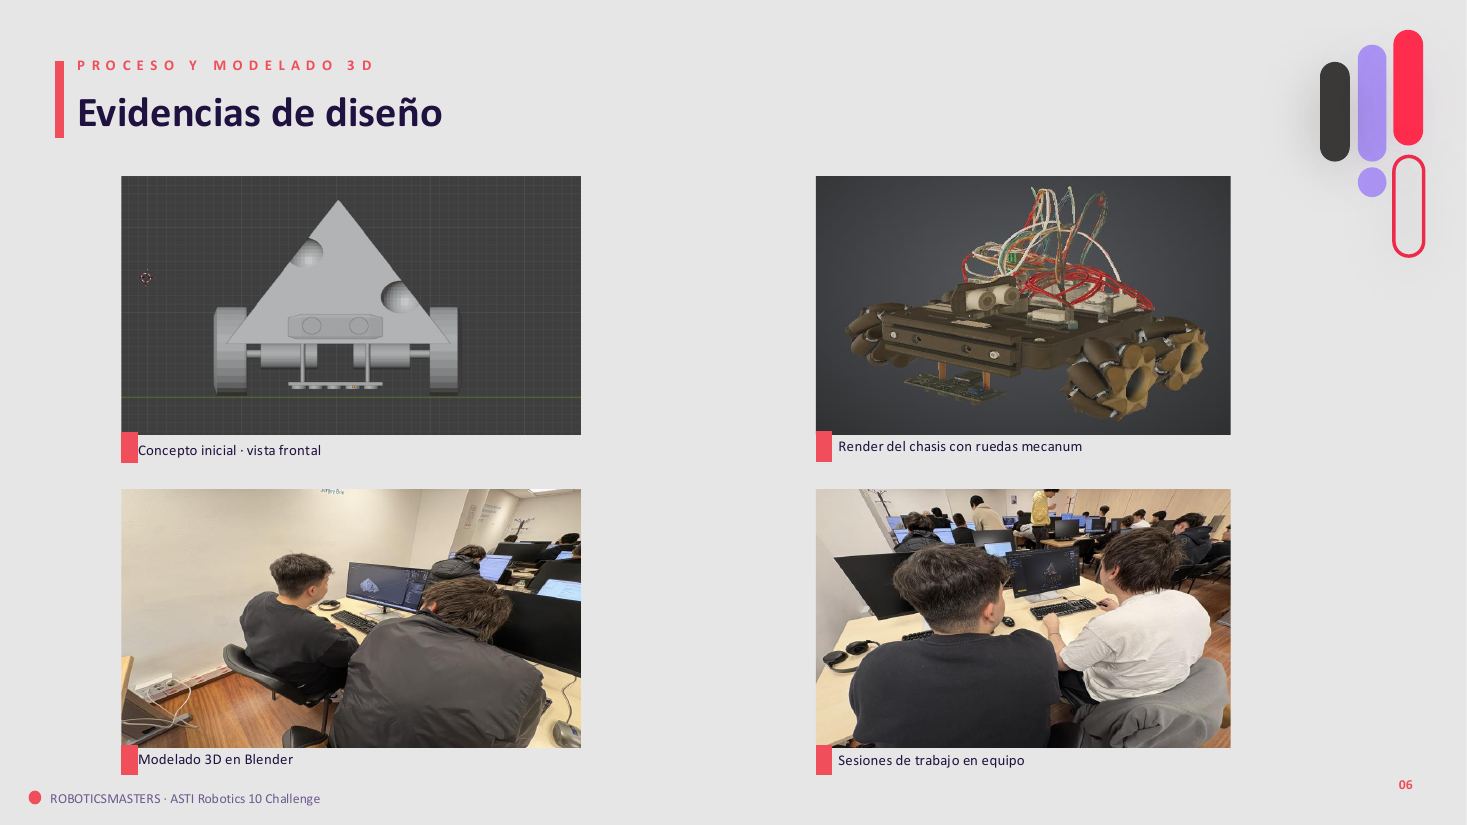 PROCESO Y MODELADO 3D
Evidencias de diseño
Concepto inicial · vista frontal
Render del chasis con ruedas mecanum
Modelado 3D en Blender
Sesiones de trabajo en equipo
ROBOTICSMASTERS · ASTI Robotics 10 Challenge
06